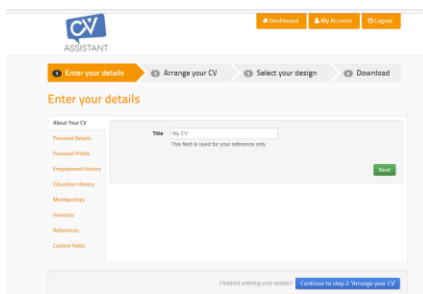 CV
ASSISTANT
Dashboard
My Account
Logout
1 Enter your details
2 Arrange your CV
3 Select your design
4 Download
Enter your details
About Your CV
Personal Details
Personal Profile
Employment History
Education History
Memberships
Interests
References
Custom Fields
Title
My CV
This field is used for your reference only
Next
Finished entering your details?
Continue to step 2 'Arrange your CV'